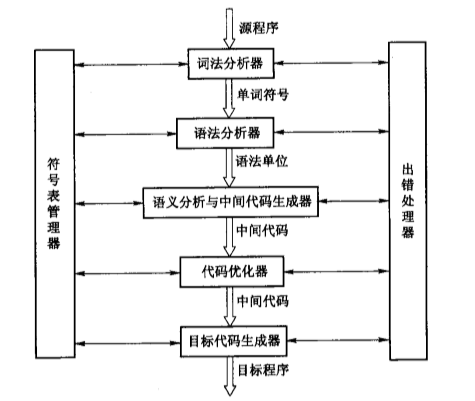 源程序
词法分析器
单词符号
语法分析器
语法单位
语义分析与中间代码生成器
中间代码
代码优化器
中间代码
目标代码生成器
目标程序
符号表管理器
出错处理器